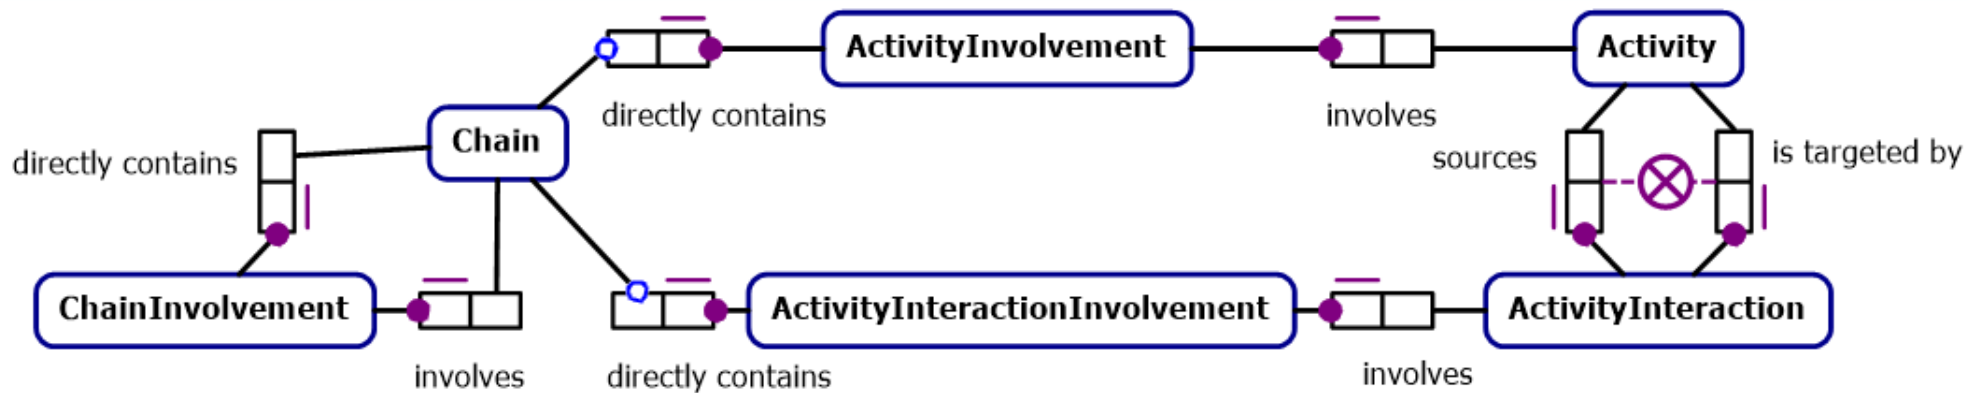 ActivityInvolvement
Activity
directly contains
involves
Chain
directly contains
sources
is targeted by
ChainInvolvement
ActivityInteractionInvolvement
ActivityInteraction
involves
directly contains
involves